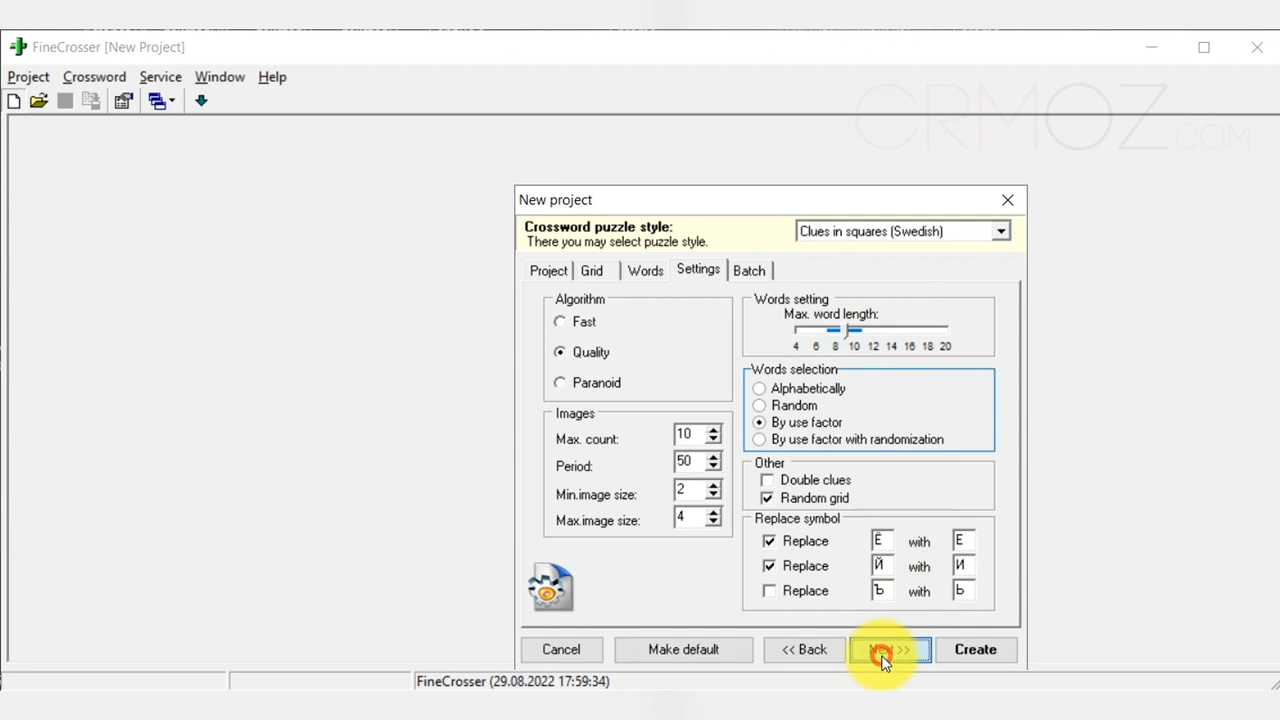 CRMOZ.COM
FineCrosser [New Project]
Project Crossword Service Window Help
New project
Crossword puzzle style:
There you may select puzzle style.
Clues in squares (Swedish)
Project Grid Words Settings Batch
Algorithm
Fast
Quality
Paranoid
Images
Max. count: 10
Period: 50
Min.image size: 2
Max.image size: 4
Words setting
Max. word length:
4 6 8 10 12 14 16 18 20
Words selection
Alphabetically
Random
By use factor
By use factor with randomization
Other
Double clues
Random grid
Replace symbol
Replace Ё with Е
Replace Й with И
Replace Ъ with Ь
Cancel Make default << Back Next >> Create
FineCrosser (29.08.2022 17:59:34)